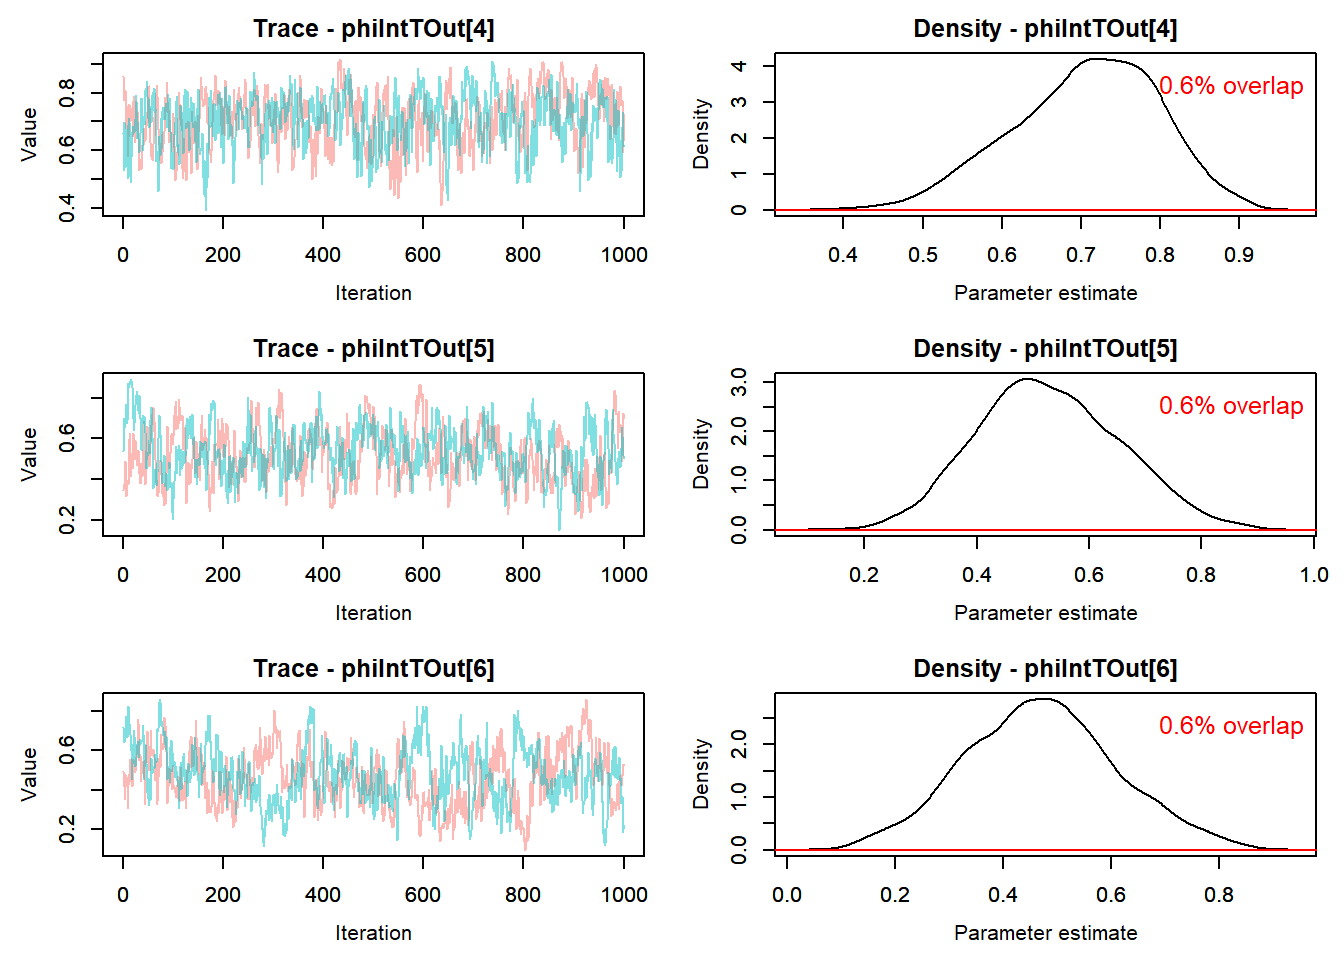 Trace - phiIntTOut[4]
Value
0.4 0.6 0.8
0 200 400 600 800 1000
Iteration
Density - phiIntTOut[4]
0.6% overlap
Density
0 1 2 3 4
0.4 0.5 0.6 0.7 0.8 0.9
Parameter estimate
Trace - phiIntTOut[5]
Value
0.2 0.6
0 200 400 600 800 1000
Iteration
Density - phiIntTOut[5]
0.6% overlap
Density
0.0 1.0 2.0 3.0
0.2 0.4 0.6 0.8 1.0
Parameter estimate
Trace - phiIntTOut[6]
Value
0.2 0.6
0 200 400 600 800 1000
Iteration
Density - phiIntTOut[6]
0.6% overlap
Density
0.0 1.0 2.0
0.0 0.2 0.4 0.6 0.8
Parameter estimate